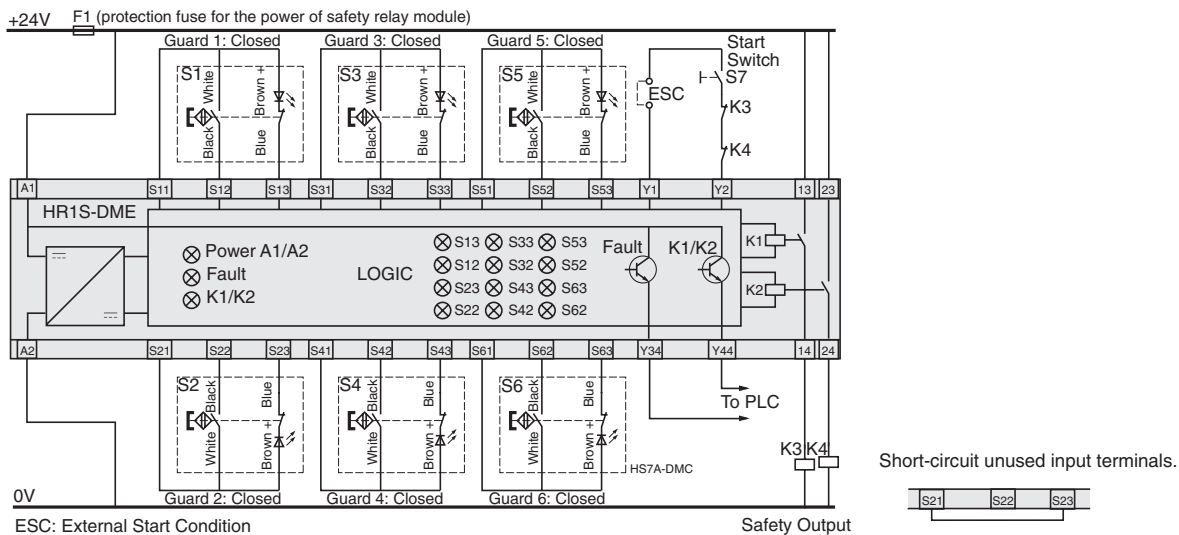 +24V F1 (protection fuse for the power of safety relay module)
Guard 1: Closed Guard 3: Closed Guard 5: Closed Start
Switch
S1 White Brown + S3 White Brown + S5 White Brown + ESC S7
K3
Black Blue Black Blue Black Blue K4
A1 S11 S12 S13 S31 S32 S33 S51 S52 S53 Y1 Y2 13 23
HR1S-DME
Power A1/A2 S13 S33 S53 Fault K1/K2 K1
Fault LOGIC S12 S32 S52
K1/K2 S23 S43 S63 K2
S22 S42 S62
A2 S21 S22 S23 S41 S42 S43 S61 S62 S63 Y34 Y44 14 24
S2 Black Blue S4 Black Blue S6 Black Blue
To PLC
White Brown + White Brown + White Brown + HS7A-DMC
K3 K4
Short-circuit unused input terminals.
S21 S22 S23
0V Guard 2: Closed Guard 4: Closed Guard 6: Closed
ESC: External Start Condition Safety Output